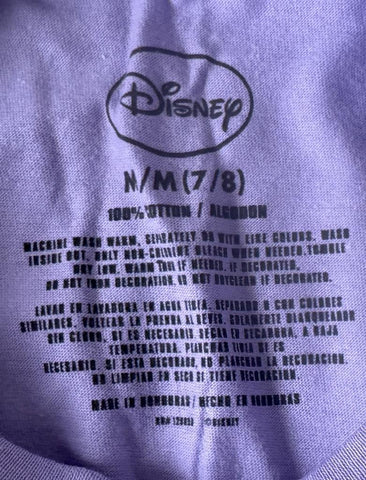 Disney
N/M (7/8)
100% COTTON / ALGODON
MACHINE WASH WARM, SEPARATELY OR WITH LIKE COLORS. WASH
INSIDE OUT. ONLY NON-CHLORINE BLEACH WHEN NEEDED. TUMBLE
DRY LOW, WARM IRON IF NEEDED. IF DECORATED,
DO NOT IRON DECORATION. DO NOT DRYCLEAN IF DECORATED.
LAVAR EN LAVADORA EN AGUA TIBIA, SEPARADO O CON COLORES
SIMILARES. VOLTEAR LA PRENDA AL REVES. SOLAMENTE BLANQUEADOR
SIN CLORO, SI ES NECESARIO SECAR EN SECADORA, A BAJA
TEMPERATURA. PLANCHAR TIBIA SI ES
NECESARIO. SI ESTA DECORADO, NO PLANCHAR LA DECORACION.
NO LIMPIAR EN SECO SI TIENE DECORACION.
MADE IN HONDURAS/ HECHO EN HONDURAS
©DISNEY